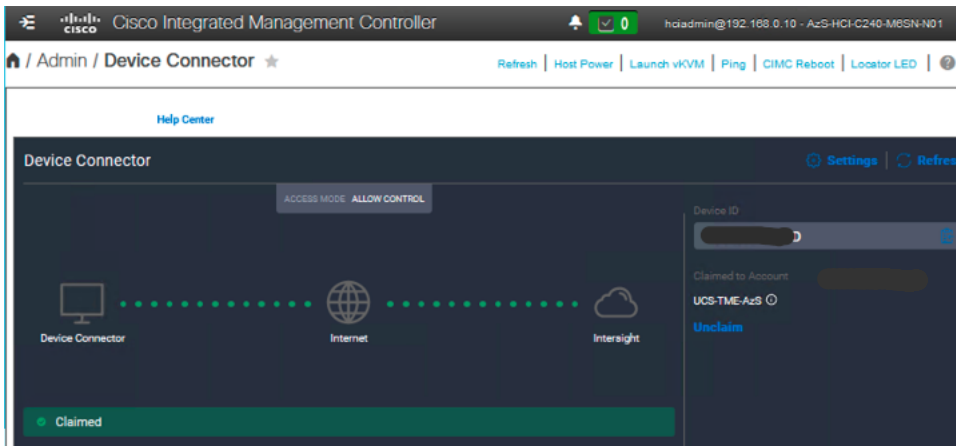 cisco Cisco Integrated Management Controller 0 hciadmin@192.168.0.10 - AzS-HCI-C240-M6SN-N01
/ Admin / Device Connector
Refresh | Host Power | Launch vKVM | Ping | CIMC Reboot | Locator LED | ?
Help Center
Device Connector
Settings | Refres
ACCESS MODE ALLOW CONTROL
Device ID
D
Claimed to Account
UCS-TME-AzS
Unclaim
Device Connector Internet Intersight
Claimed